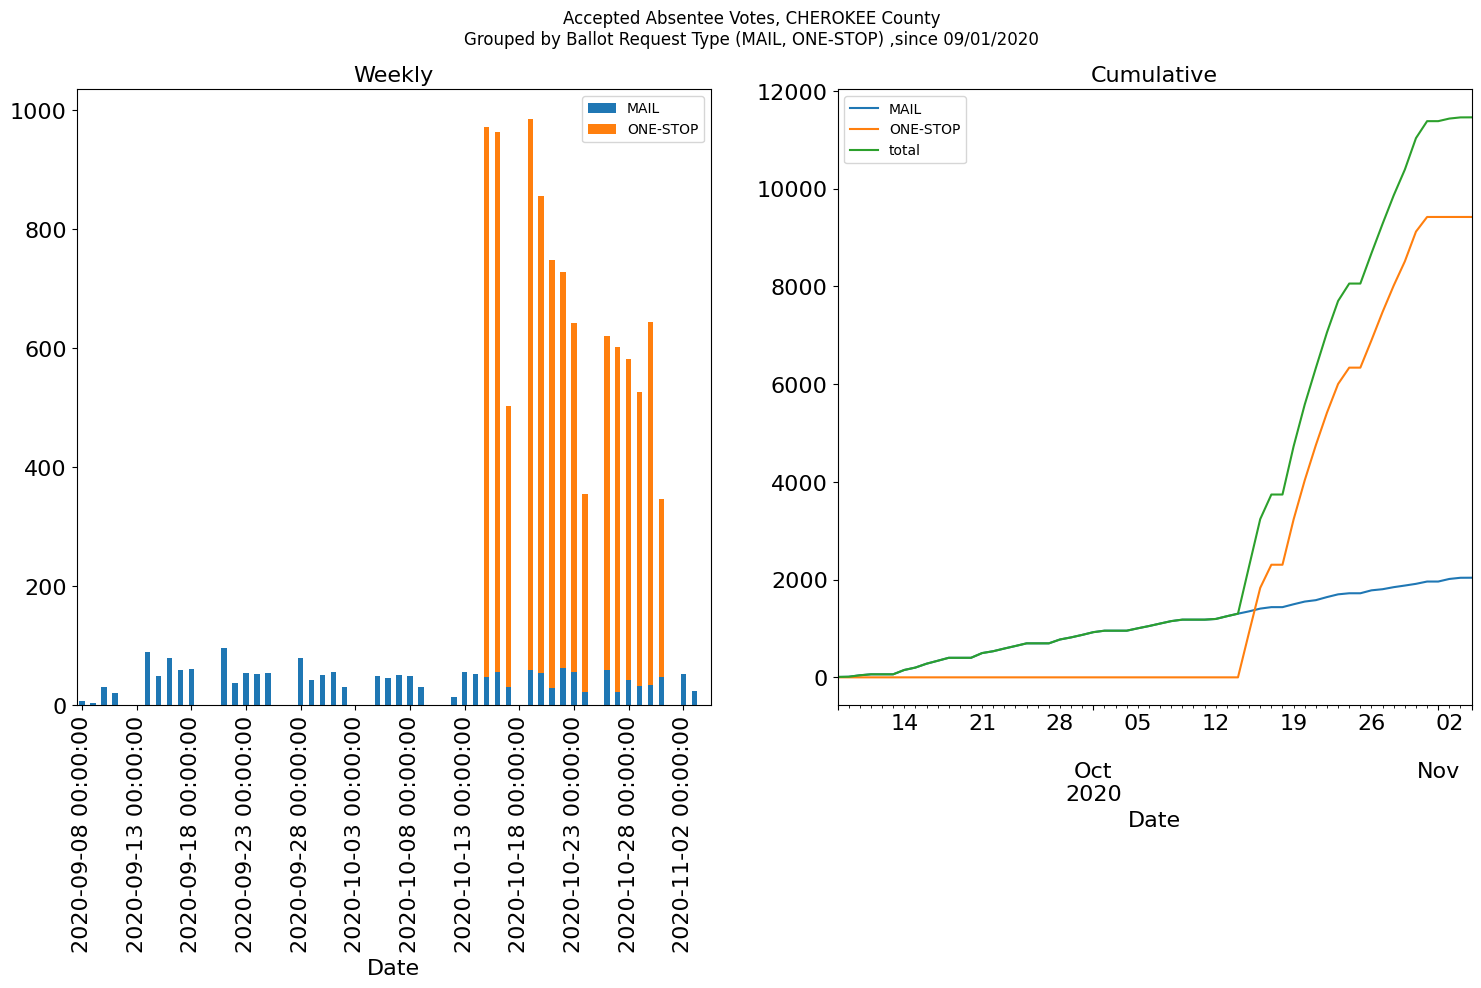 Accepted Absentee Votes, CHEROKEE County
Grouped by Ballot Request Type (MAIL, ONE-STOP) ,since 09/01/2020
Weekly
MAIL
ONE-STOP
1000
800
600
400
200
0
2020-09-08 00:00:00
2020-09-13 00:00:00
2020-09-18 00:00:00
2020-09-23 00:00:00
2020-09-28 00:00:00
2020-10-03 00:00:00
2020-10-08 00:00:00
2020-10-13 00:00:00
2020-10-18 00:00:00
2020-10-23 00:00:00
2020-10-28 00:00:00
2020-11-02 00:00:00
Date
Cumulative
MAIL
ONE-STOP
total
12000
10000
8000
6000
4000
2000
0
14 21 28 05 12 19 26 02
Oct Nov
2020
Date